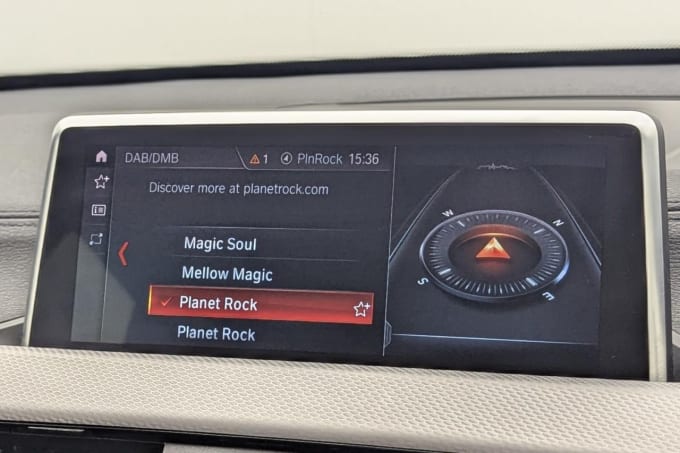 DAB/DMB 1 PlnRock 15:36
Discover more at planetrock.com
Magic Soul
Mellow Magic
Planet Rock
Planet Rock
W N
S E